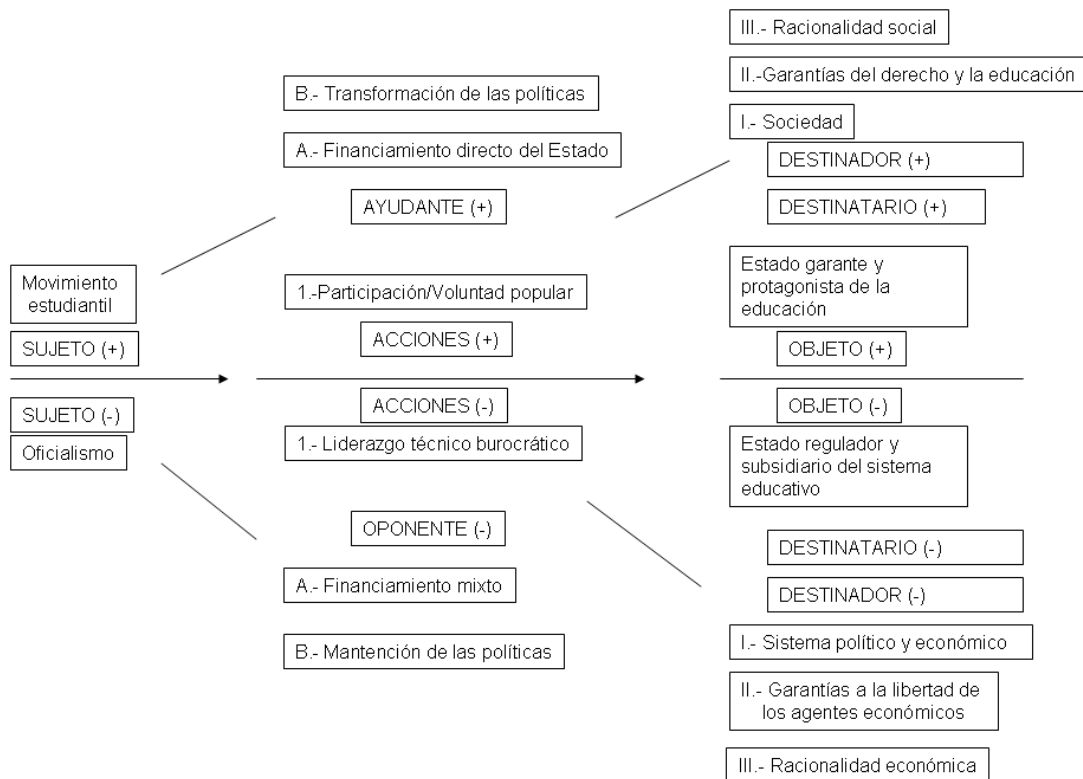 III.- Racionalidad social
II.-Garantías del derecho y la educación
I.- Sociedad
DESTINADOR (+)
DESTINATARIO (+)
B.- Transformación de las políticas
A.- Financiamiento directo del Estado
AYUDANTE (+)
Movimiento
estudiantil
SUJETO (+)
1.-Participación/Voluntad popular
ACCIONES (+)
Estado garante y
protagonista de la
educación
OBJETO (+)
SUJETO (-)
Oficialismo
ACCIONES (-)
1.- Liderazgo técnico burocrático
OBJETO (-)
Estado regulador y
subsidiario del sistema
educativo
OPONENTE (-)
A.- Financiamiento mixto
B.- Mantención de las políticas
DESTINATARIO (-)
DESTINADOR (-)
I.- Sistema político y económico
II.- Garantías a la libertad de
los agentes económicos
III.- Racionalidad económica